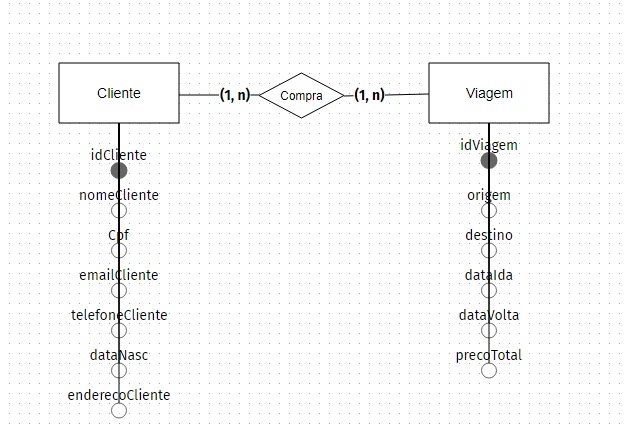 Cliente
(1, n)
Compra
(1, n)
Viagem
idCliente
nomeCliente
Cpf
emailCliente
telefoneCliente
dataNasc
enderecoCliente
idViagem
origem
destino
dataIda
dataVolta
precoTotal